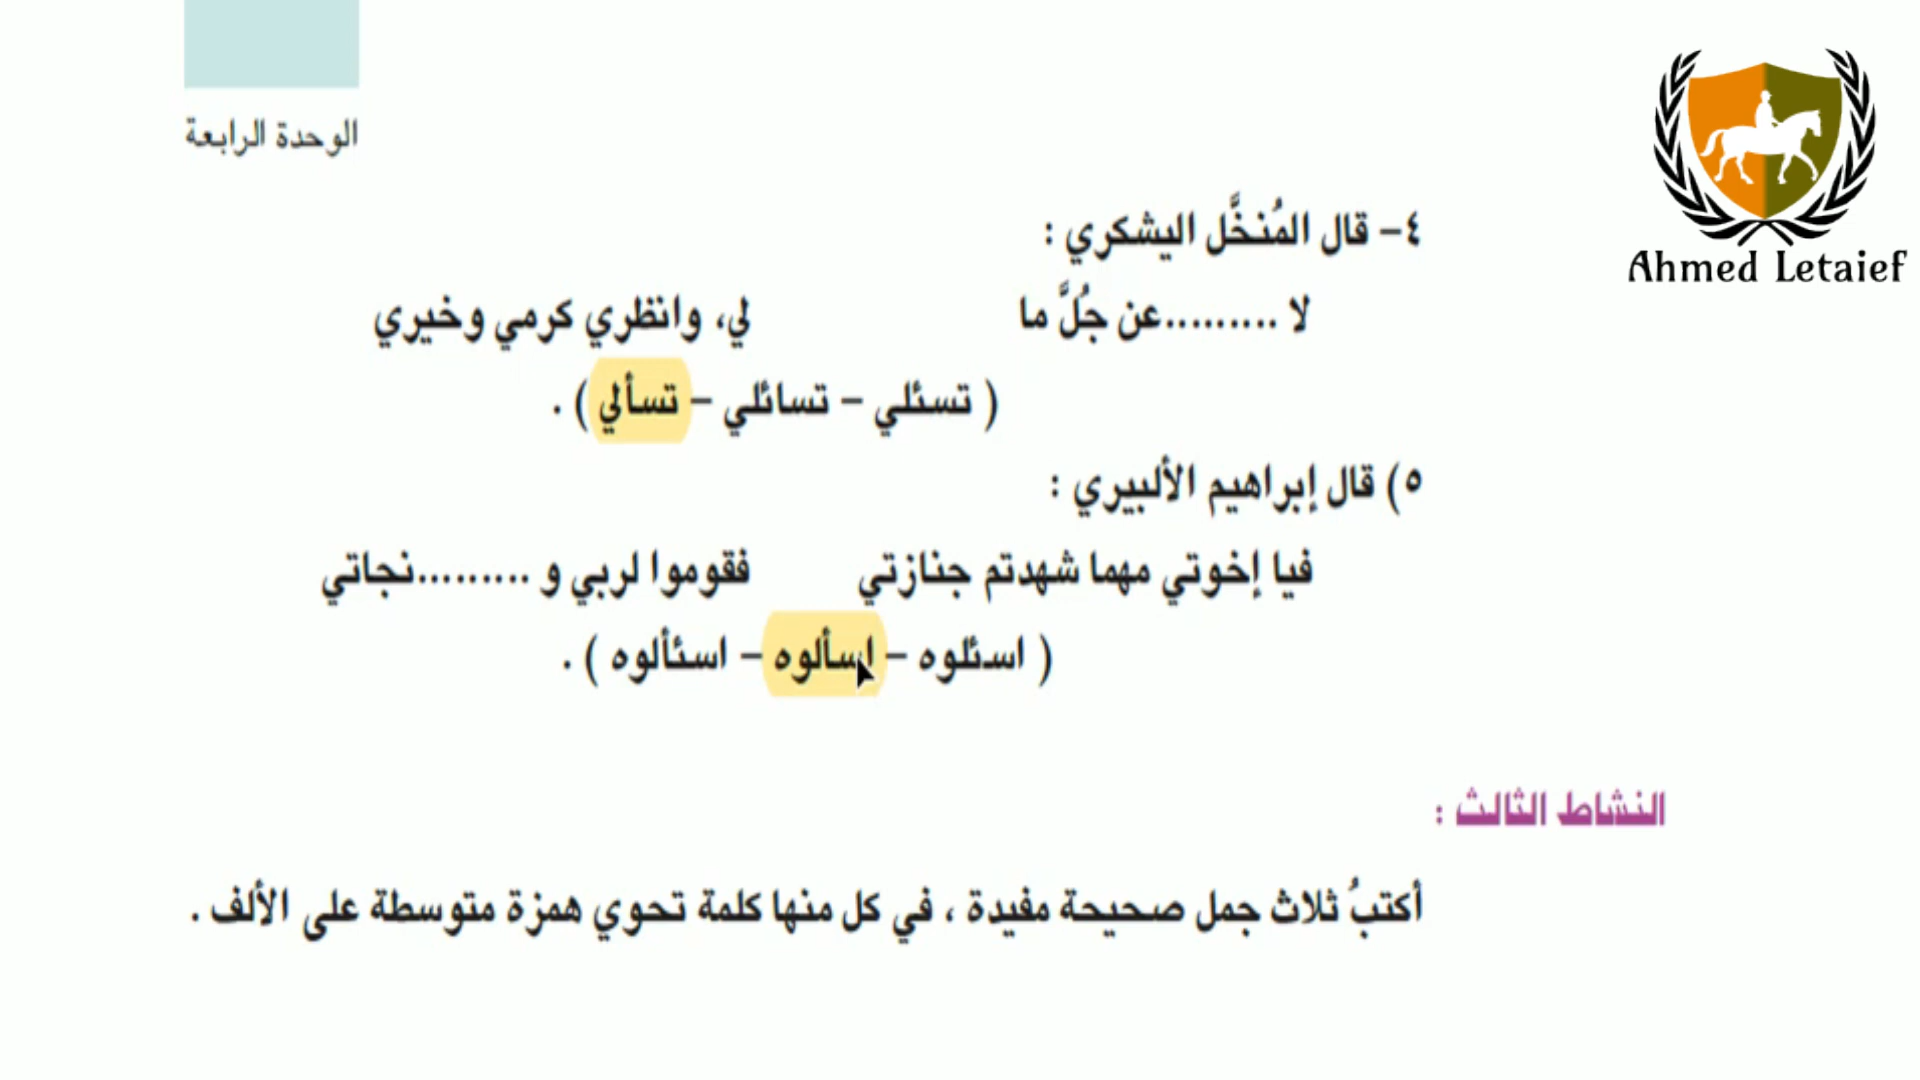 الوحدة الرابعة
Ahmed Letaief
٤- قال المُنخَّل اليشكري :
لا .........عن جُلَّ ما لي، وانظري كرمي وخيري
( تسئلي – تسائلي – تسألي ) .
٥) قال إبراهيم الألبيري :
فيا إخوتي مهما شهدتم جنازتي فقوموا لربي و .........نجاتي
( اسئلوه – اسألوه – اسئألوه ) .
النشاط الثالث :
أكتبُ ثلاث جمل صحيحة مفيدة ، في كل منها كلمة تحوي همزة متوسطة على الألف .